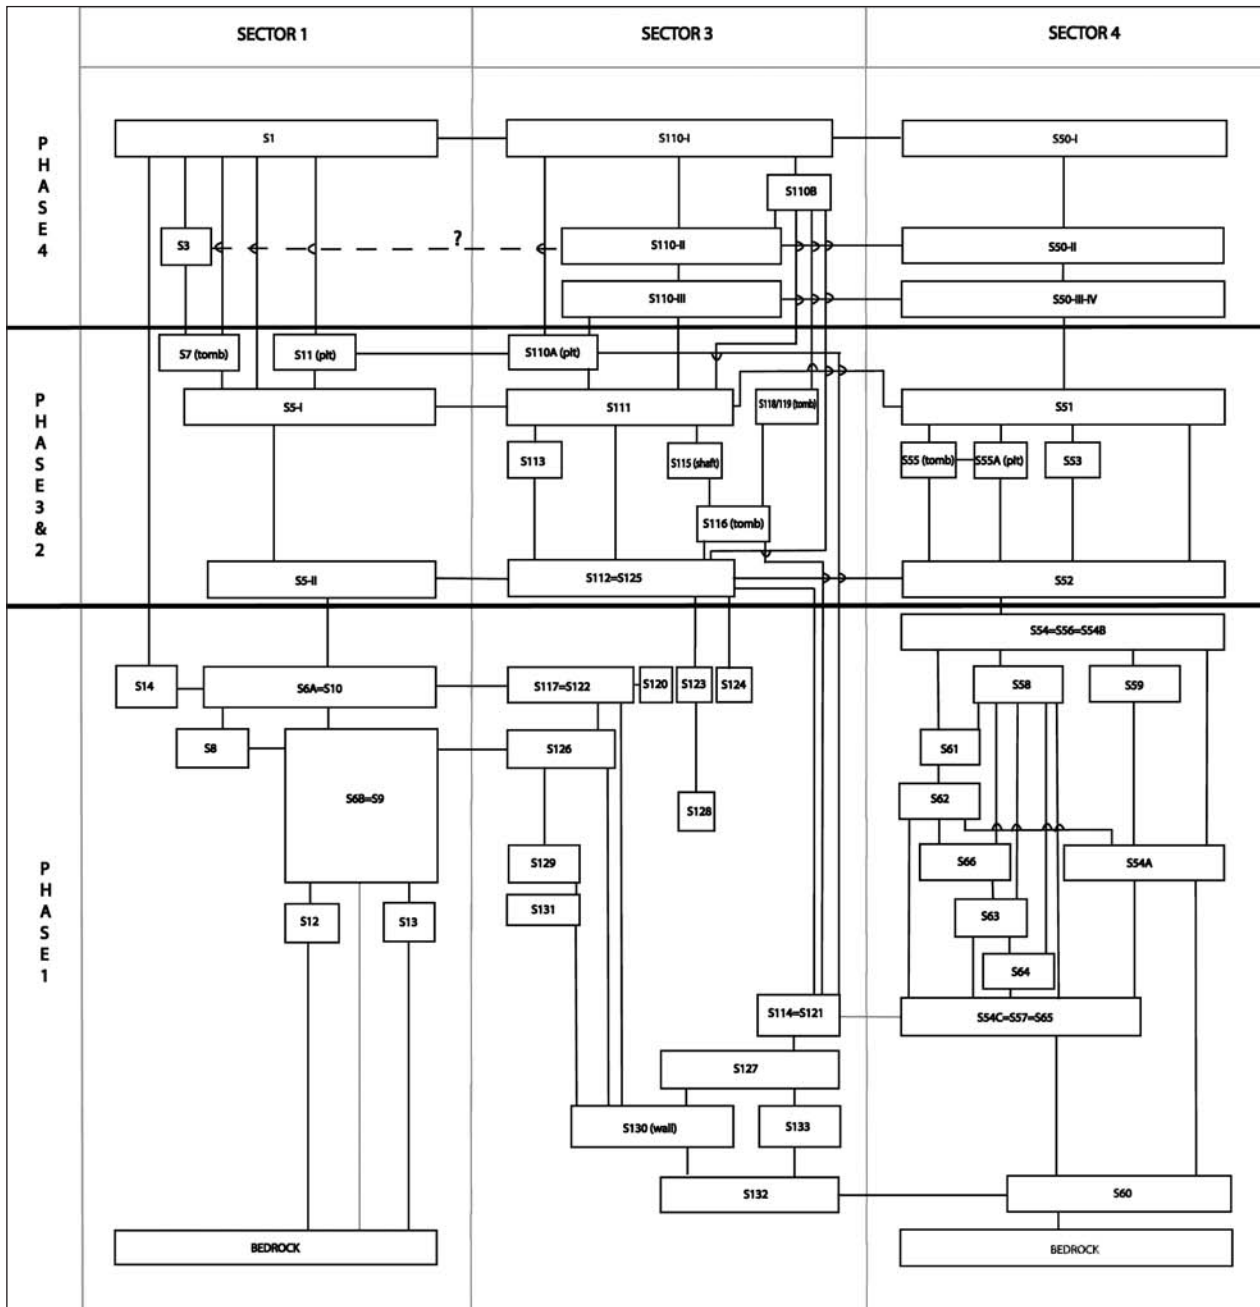 SECTOR 1
SECTOR 3
SECTOR 4
PHASE 4
S1
S110-I
S50-I
S110B
S3
?
S110-II
S50-II
S110-III
S50-III-IV
PHASE 3 & 2
S7 (tomb)
S11 (pit)
S110A (pit)
S5-I
S111
S118/119 (tomb)
S51
S113
S115 (shaft)
S55 (tomb)
S55A (pit)
S53
S116 (tomb)
S5-II
S112=S125
S52
PHASE 1
S54=S56=S54B
S14
S6A=S10
S117=S122
S120
S123
S124
S58
S59
S8
S6B=S9
S126
S61
S128
S62
S129
S66
S54A
S131
S12
S13
S63
S64
S114=S121
S54C=S57=S65
S127
S130 (wall)
S133
S132
S60
BEDROCK
BEDROCK